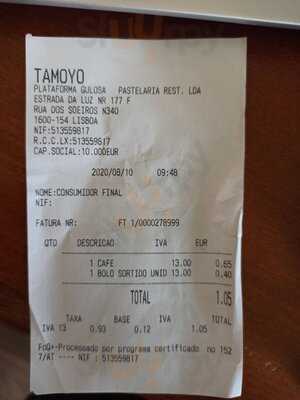 TAMOYO
PLATAFORMA GULOSA PASTELARIA REST. LDA
ESTRADA DA LUZ NR 177 F
RUA DOS SOEIROS N340
1600-154 LISBOA
NIF:513559817
R.C.C.LX:513559817
CAP.SOCIAL:10.000EUR
2020/08/10 09:48
NOME:CONSUMIDOR FINAL
NIF:
FATURA NR: FT 1/0000278999
QTD DESCRICAO IVA EUR
1 CAFE 13.00 0.65
1 BOLO SORTIDO UNID 13.00 0.40
TOTAL 1.05
TAXA BASE IVA TOTAL
IVA 13 0.93 0.12 1.05
FoQ+-Processado por programa certificado no 152
7/AT ---- NIF : 513559817